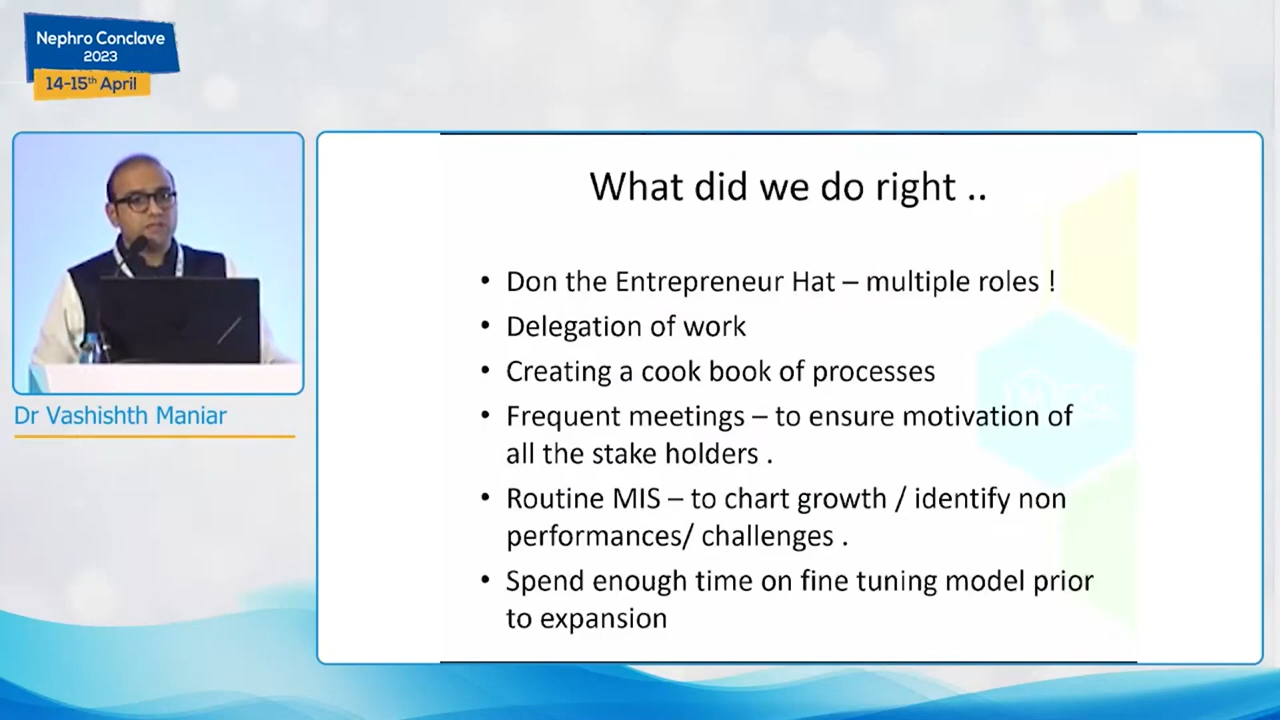 Nephro Conclave
2023
14-15th April
Dr Vashishth Maniar
What did we do right ..
• Don the Entrepreneur Hat – multiple roles !
• Delegation of work
• Creating a cook book of processes
• Frequent meetings – to ensure motivation of
all the stake holders .
• Routine MIS – to chart growth / identify non
performances/ challenges .
• Spend enough time on fine tuning model prior
to expansion